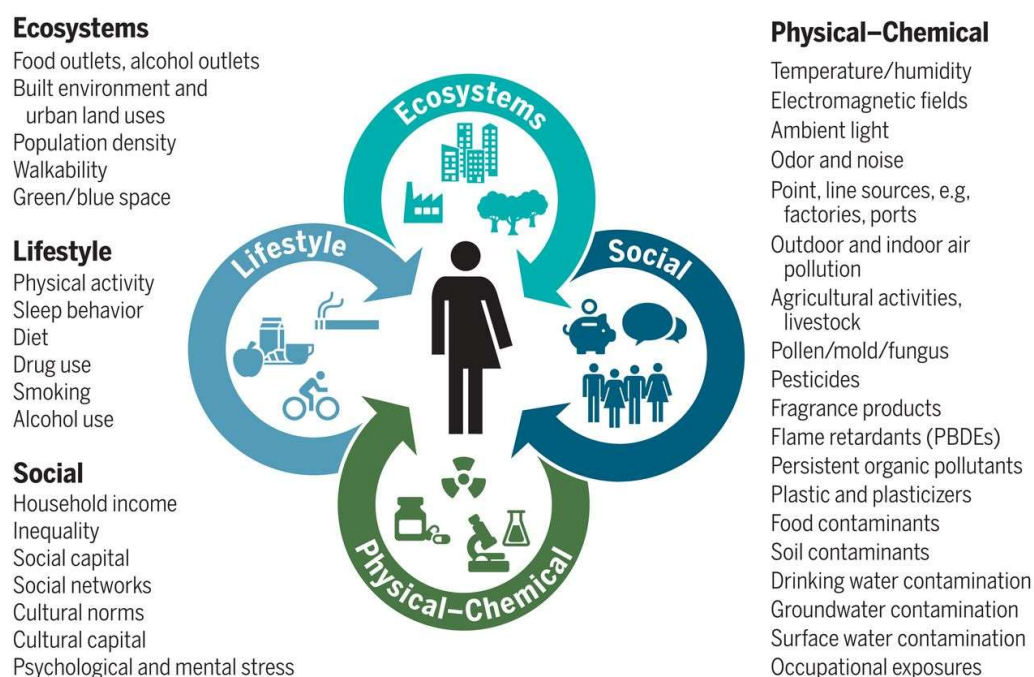 Ecosystems
Food outlets, alcohol outlets
Built environment and
urban land uses
Population density
Walkability
Green/blue space
Lifestyle
Physical activity
Sleep behavior
Diet
Drug use
Smoking
Alcohol use
Social
Household income
Inequality
Social capital
Social networks
Cultural norms
Cultural capital
Psychological and mental stress
Ecosystems
Lifestyle
Social
Physical–Chemical
Physical–Chemical
Temperature/humidity
Electromagnetic fields
Ambient light
Odor and noise
Point, line sources, e.g,
factories, ports
Outdoor and indoor air
pollution
Agricultural activities,
livestock
Pollen/mold/fungus
Pesticides
Fragrance products
Flame retardants (PBDEs)
Persistent organic pollutants
Plastic and plasticizers
Food contaminants
Soil contaminants
Drinking water contamination
Groundwater contamination
Surface water contamination
Occupational exposures